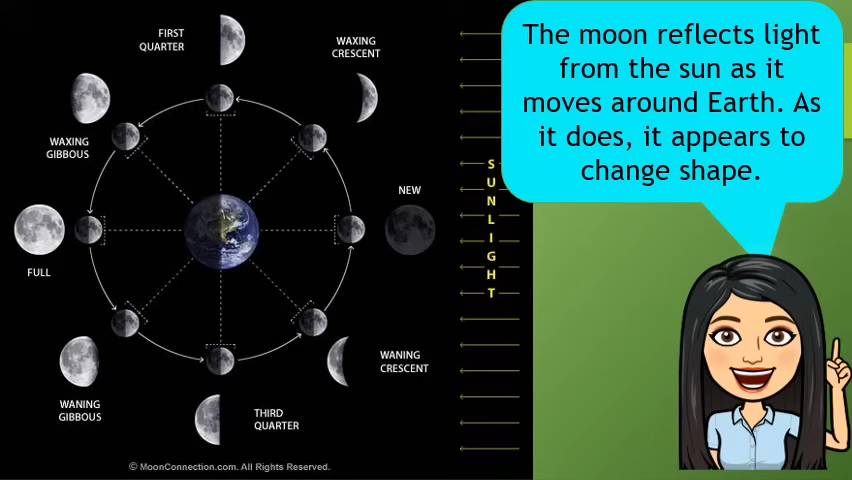 FIRST
QUARTER
WAXING
CRESCENT
WAXING
GIBBOUS
NEW
FULL
WANING
CRESCENT
WANING
GIBBOUS
THIRD
QUARTER
SUNLIGHT
© MoonConnection.com. All Rights Reserved.
The moon reflects light
from the sun as it
moves around Earth. As
it does, it appears to
change shape.